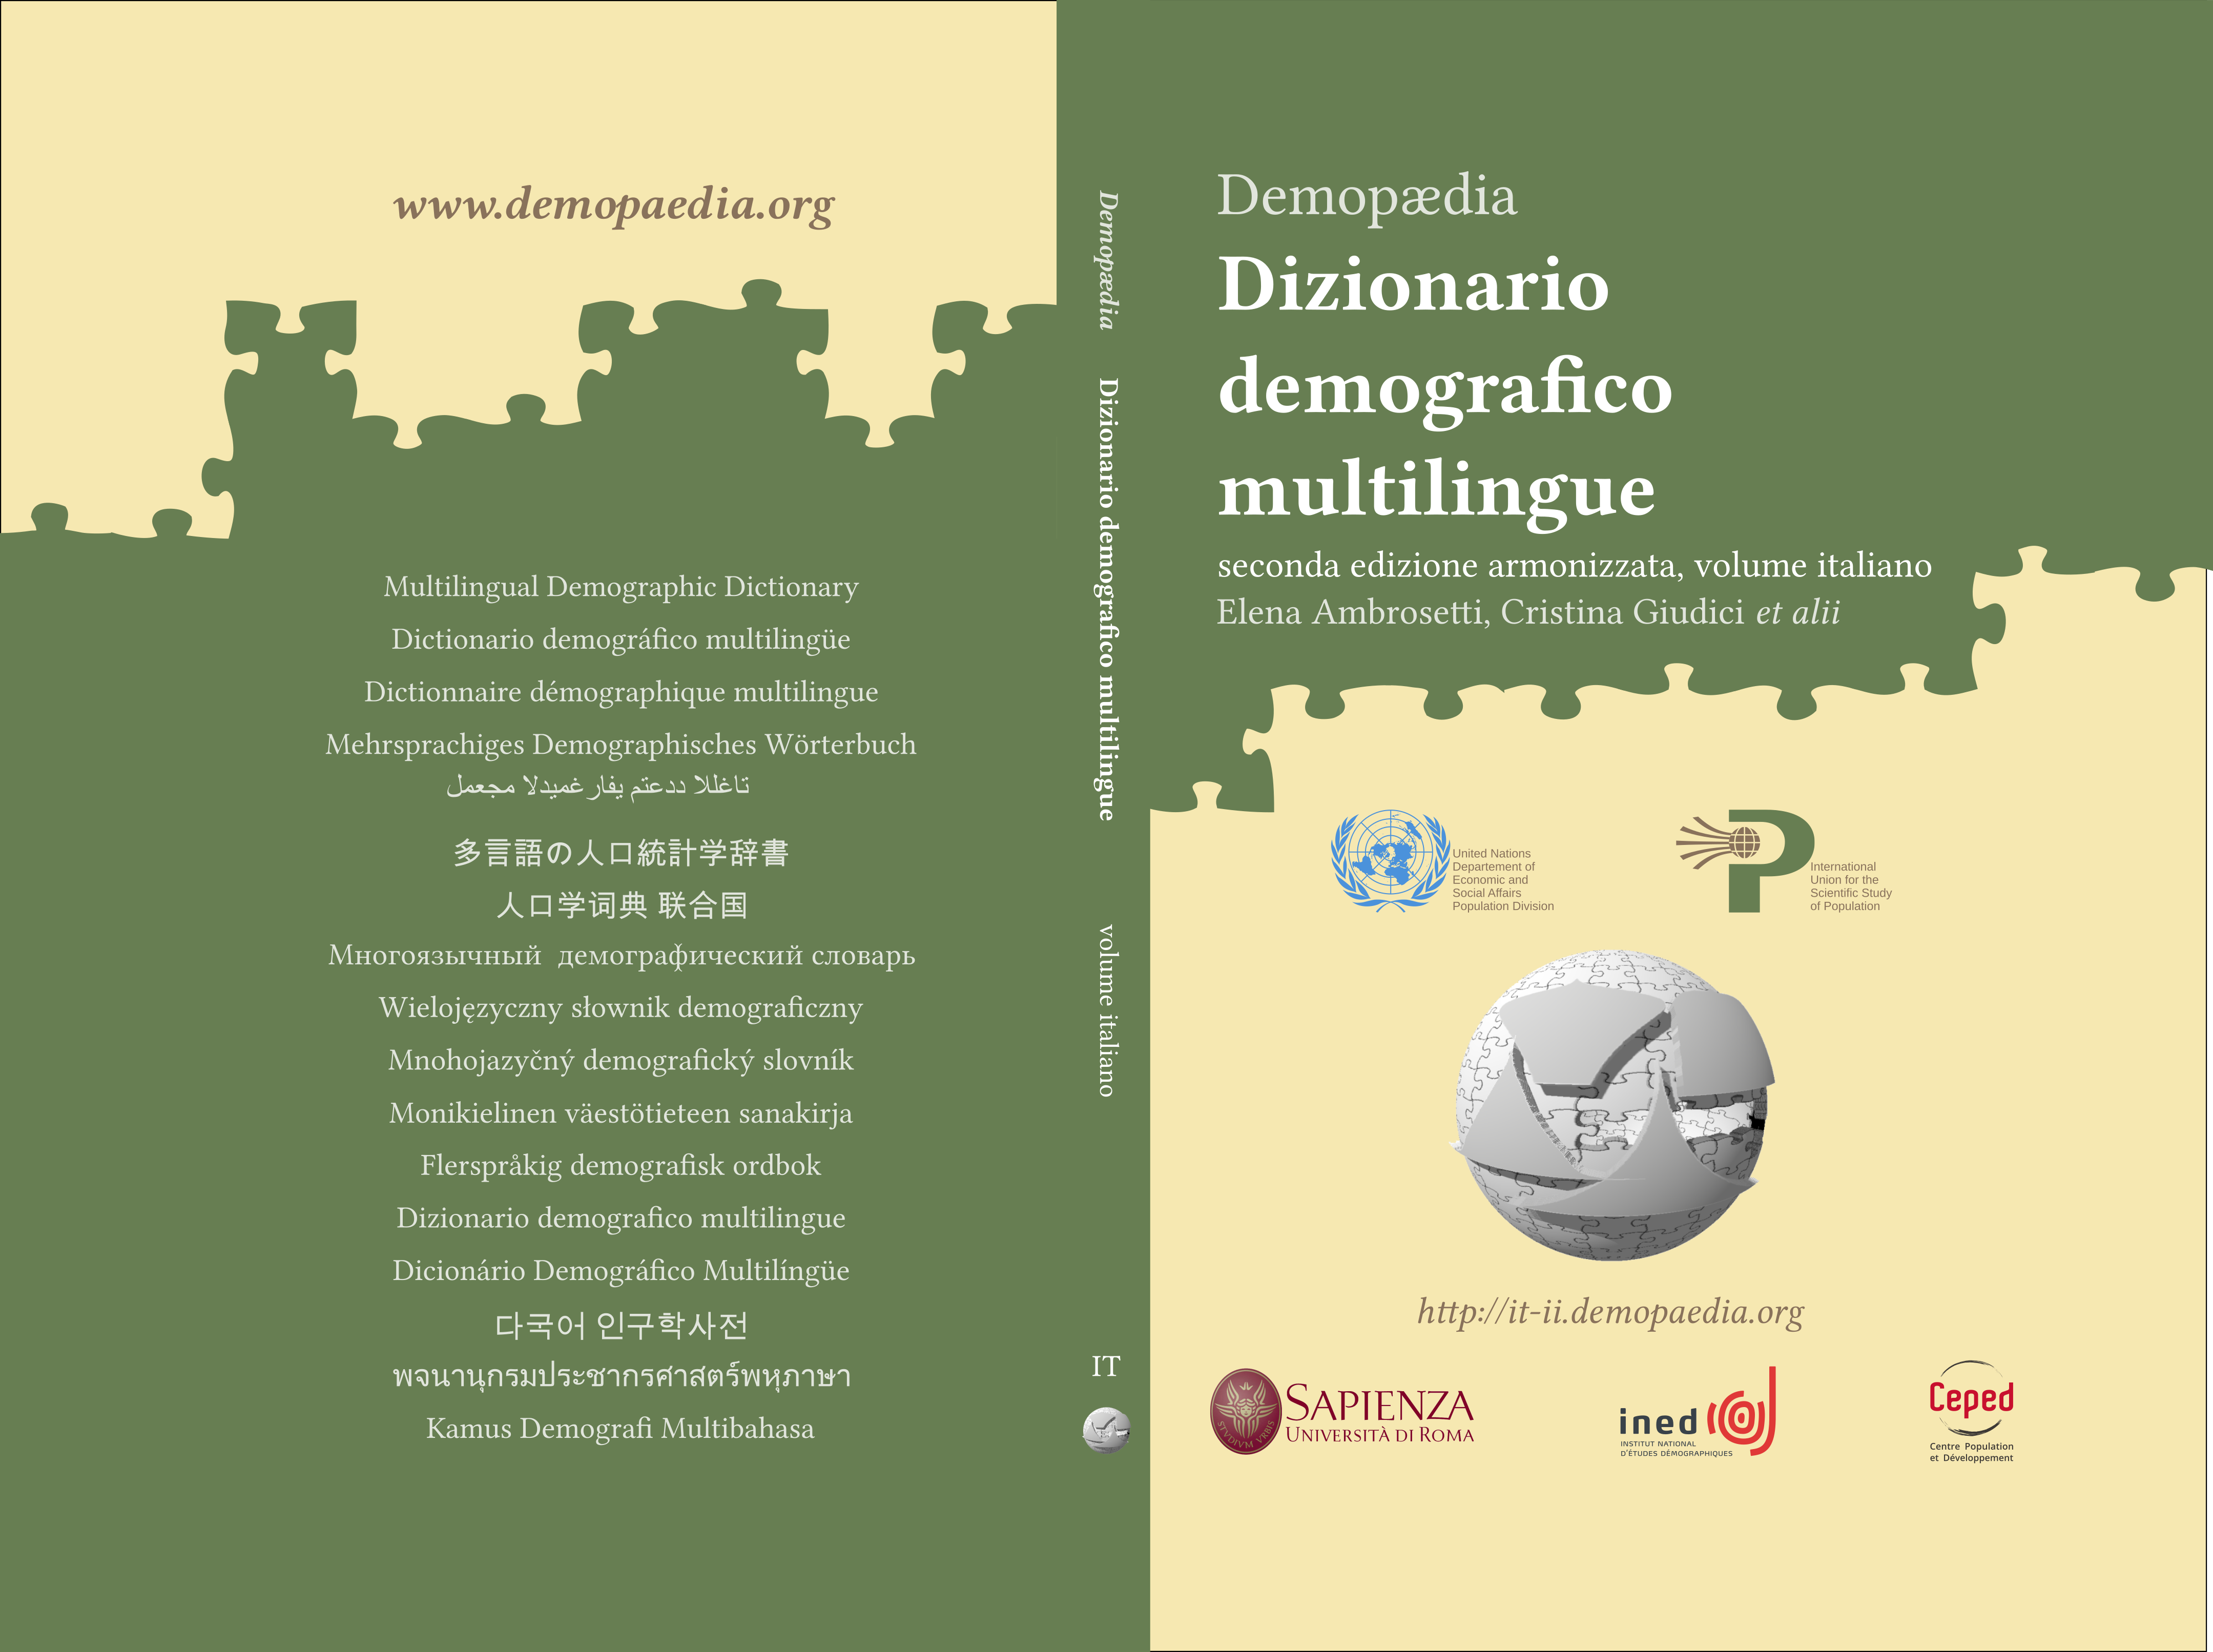 www.demopaedia.org
Multilingual Demographic Dictionary
Dictionario demográfico multilingüe
Dictionnaire démographique multilingue
Mehrsprachiges Demographisches Wörterbuch
تاغللا ددعتم يفارغميدلا مجعمل
多言語の人口統計学辞書
人口学词典 联合国
Многоязычный демографический словарь
Wielojęzyczny słownik demograficzny
Mnohojazyčný demografický slovník
Monikielinen väestötieteen sanakirja
Flerspråkig demografisk ordbok
Dizionario demografico multilingue
Dicionário Demográfico Multilíngüe
다국어 인구학사전
พจนานุกรมประชากรศาสตร์พหุภาษา
Kamus Demografi Multibahasa
Demopædia Dizionario demografico multilingue volume italiano
IT
Demopædia
Dizionario
demografico
multilingue
seconda edizione armonizzata, volume italiano
Elena Ambrosetti, Cristina Giudici et alii
United Nations
Departement of
Economic and
Social Affairs
Population Division
International
Union for the
Scientific Study
of Population
http://it-ii.demopaedia.org
STVDIVM VRBIS
SAPIENZA
UNIVERSITÀ DI ROMA
ined
INSTITUT NATIONAL
D'ÉTUDES DÉMOGRAPHIQUES
Ceped
Centre Population
et Développement